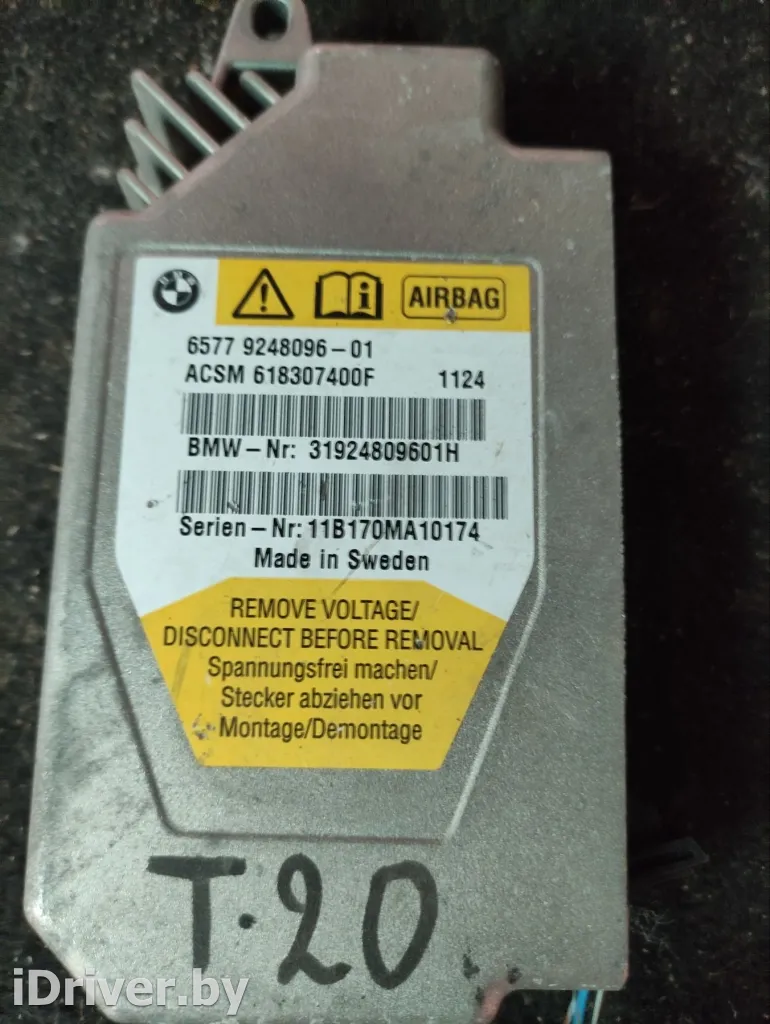 BMW
AIRBAG
6577 9248096-01
ACSM 618307400F 1124
BMW-Nr: 31924809601H
Serien-Nr: 11B170MA10174
Made in Sweden
REMOVE VOLTAGE/
DISCONNECT BEFORE REMOVAL
Spannungsfrei machen/
Stecker abziehen vor
Montage/Demontage
T.20
iDriver.by